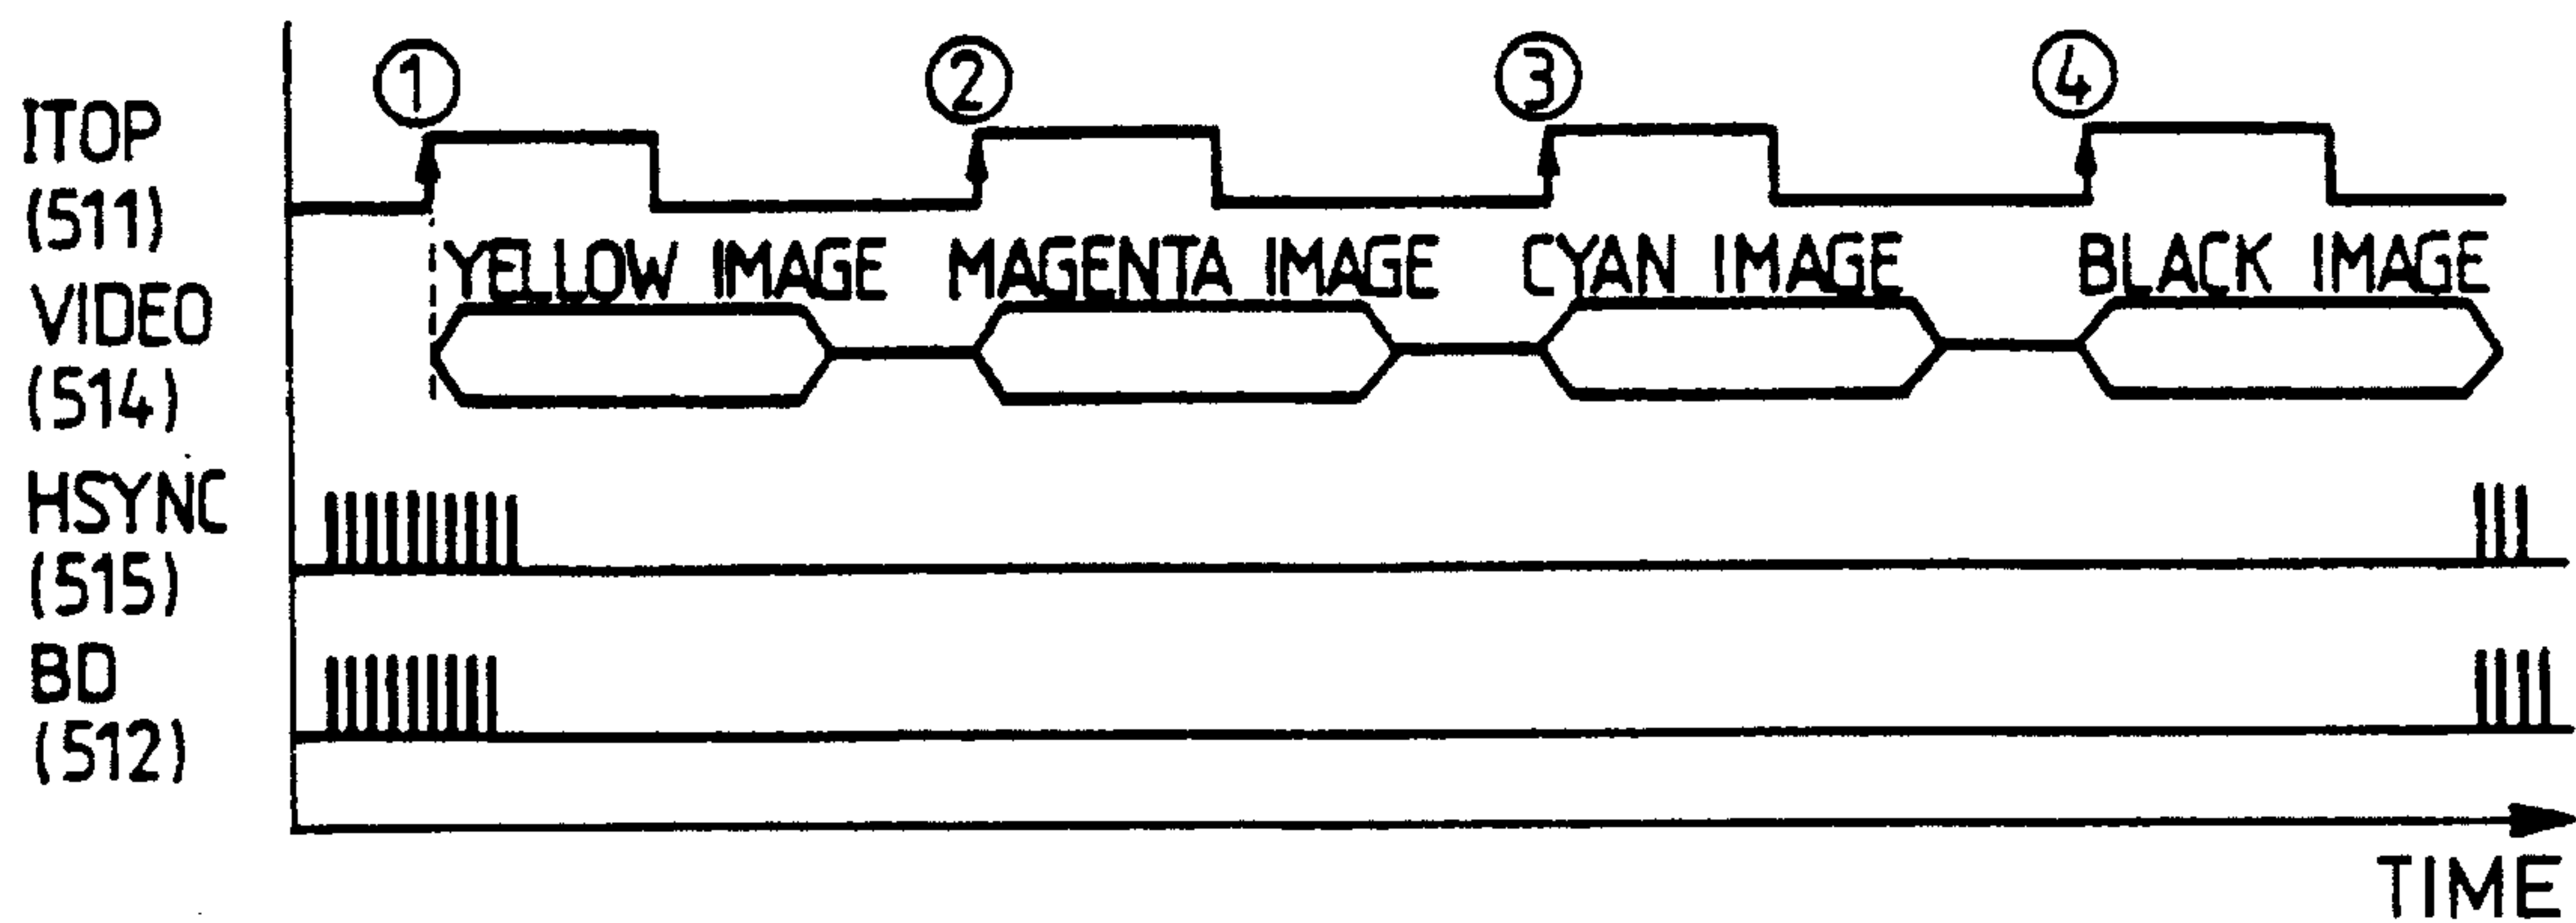 ① ② ③ ④
ITOP
(511)
YELLOW IMAGE MAGENTA IMAGE CYAN IMAGE BLACK IMAGE
VIDEO
(514)
HSYNC
(515)
BD
(512)
TIME